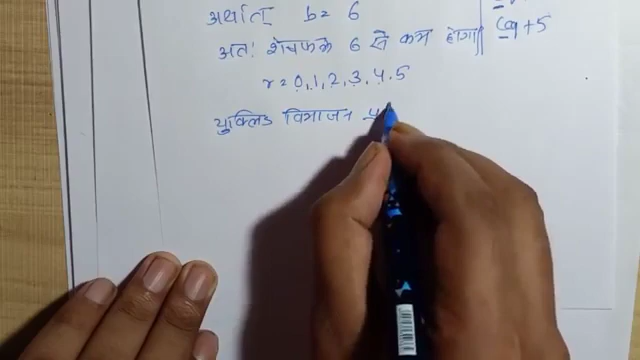 अर्थात् b = 6
अतः शेषफल 6 से कम होगा
r = 0, 1, 2, 3, 4, 5
युक्लिड विभाजन
6q + 5